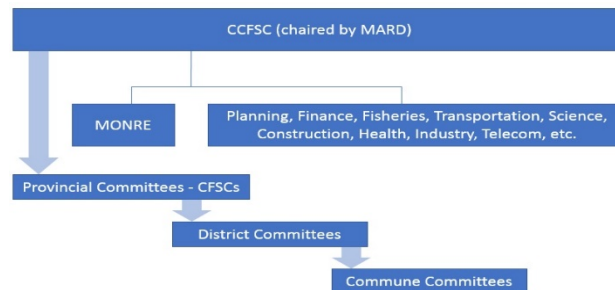 CCFSC (chaired by MARD)
MONRE
Planning, Finance, Fisheries, Transportation, Science,
Construction, Health, Industry, Telecom, etc.
Provincial Committees - CFSCs
District Committees
Commune Committees